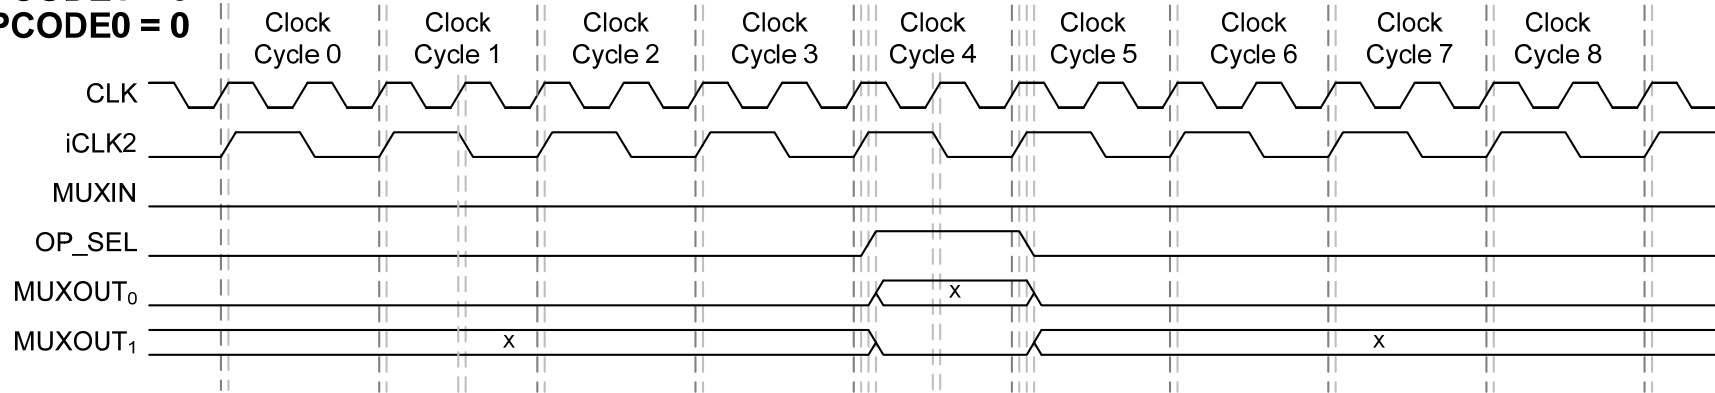 PCODE0 = 0
Clock Cycle 0
Clock Cycle 1
Clock Cycle 2
Clock Cycle 3
Clock Cycle 4
Clock Cycle 5
Clock Cycle 6
Clock Cycle 7
Clock Cycle 8
CLK
iCLK2
MUXIN
OP_SEL
MUXOUT₀
x
MUXOUT₁
x
x